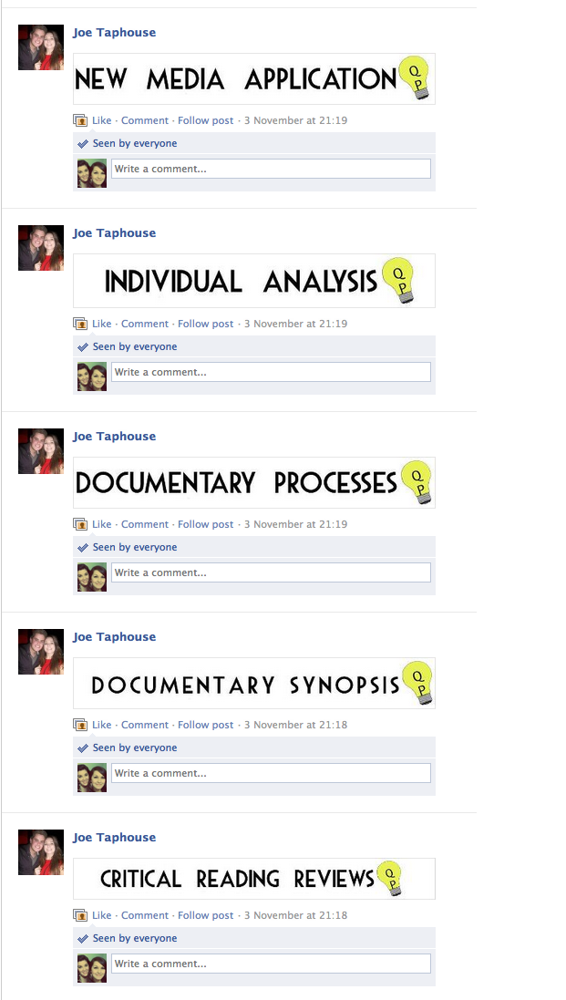 Joe Taphouse
NEW MEDIA APPLICATION QP
Like · Comment · Follow post · 3 November at 21:19
Seen by everyone
Write a comment...
Joe Taphouse
INDIVIDUAL ANALYSIS QP
Like · Comment · Follow post · 3 November at 21:19
Seen by everyone
Write a comment...
Joe Taphouse
DOCUMENTARY PROCESSES QP
Like · Comment · Follow post · 3 November at 21:19
Seen by everyone
Write a comment...
Joe Taphouse
DOCUMENTARY SYNOPSIS QP
Like · Comment · Follow post · 3 November at 21:18
Seen by everyone
Write a comment...
Joe Taphouse
CRITICAL READING REVIEWS QP
Like · Comment · Follow post · 3 November at 21:18
Seen by everyone
Write a comment...